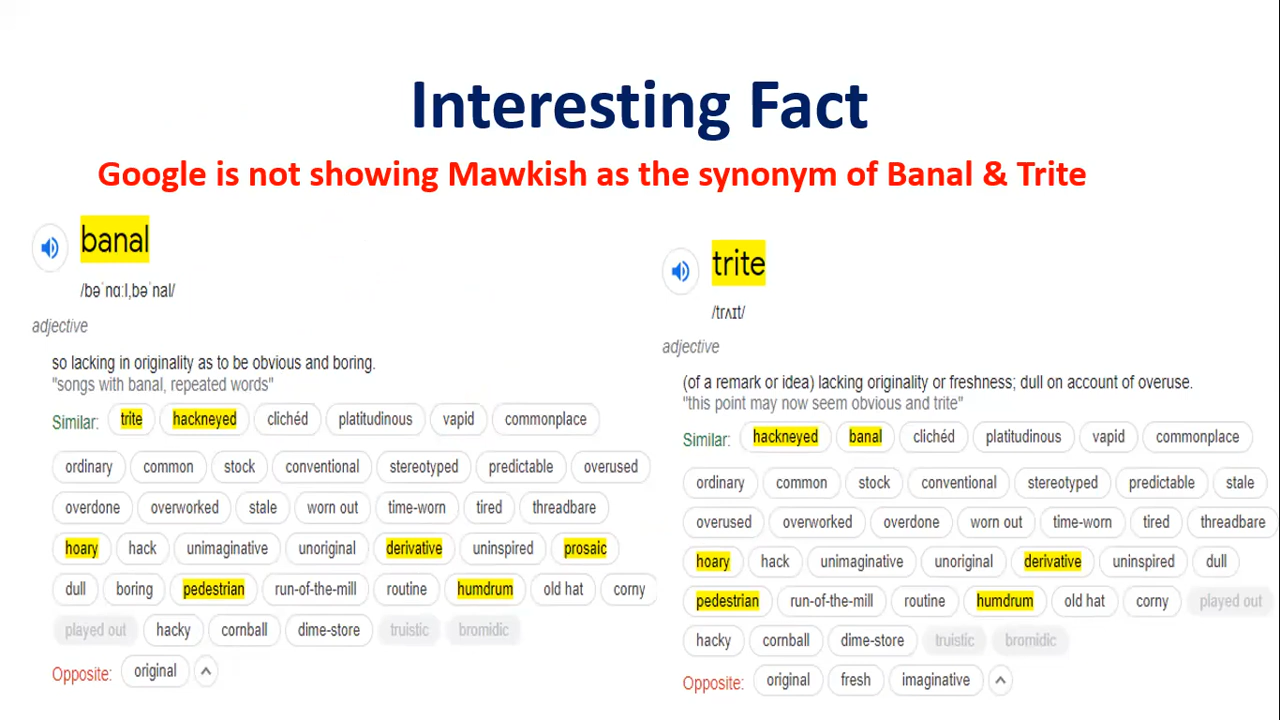 Interesting Fact
Google is not showing Mawkish as the synonym of Banal & Trite
banal
/bəˈnɑːl,bəˈnal/
adjective
so lacking in originality as to be obvious and boring.
"songs with banal, repeated words"
Similar: trite hackneyed clichéd platitudinous vapid commonplace
ordinary common stock conventional stereotyped predictable overused
overdone overworked stale worn out time-worn tired threadbare
hoary hack unimaginative unoriginal derivative uninspired prosaic
dull boring pedestrian run-of-the-mill routine humdrum old hat corny
played out hacky cornball dime-store truistic bromidic
Opposite: original
trite
/trʌɪt/
adjective
(of a remark or idea) lacking originality or freshness; dull on account of overuse.
"this point may now seem obvious and trite"
Similar: hackneyed banal clichéd platitudinous vapid commonplace
ordinary common stock conventional stereotyped predictable stale
overused overworked overdone worn out time-worn tired threadbare
hoary hack unimaginative unoriginal derivative uninspired dull
pedestrian run-of-the-mill routine humdrum old hat corny played out
hacky cornball dime-store truistic bromidic
Opposite: original fresh imaginative